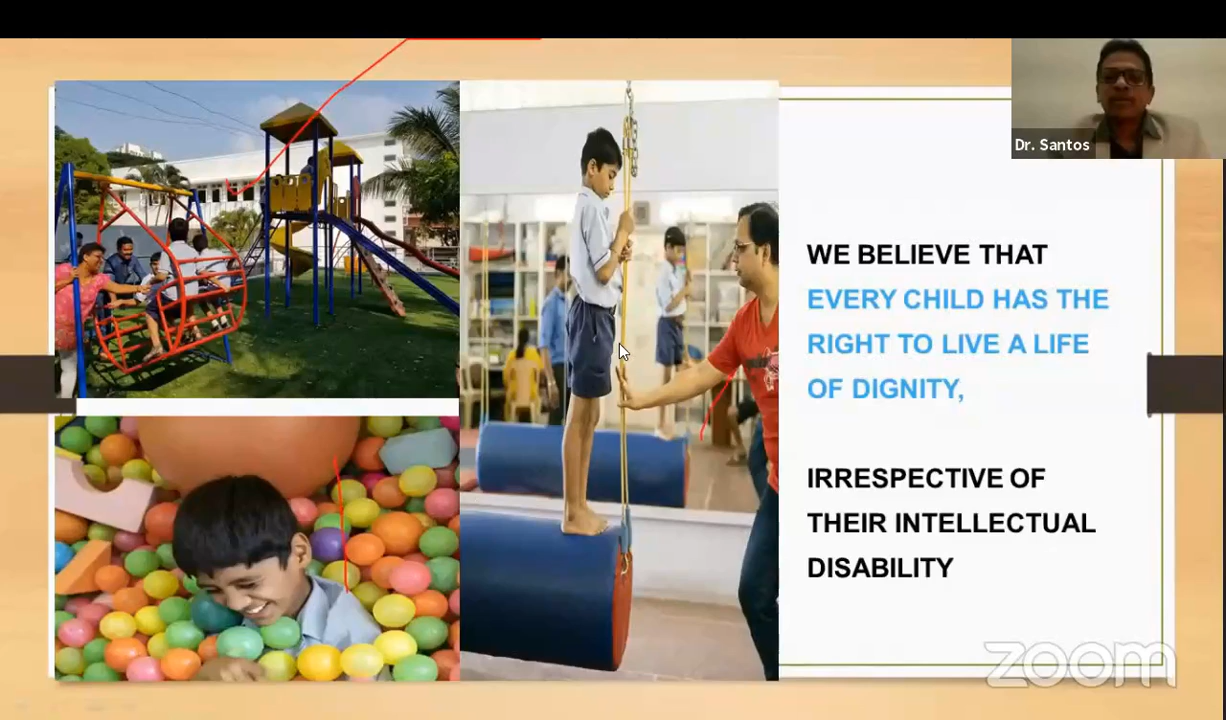 Dr. Santos
WE BELIEVE THAT
EVERY CHILD HAS THE
RIGHT TO LIVE A LIFE
OF DIGNITY,
IRRESPECTIVE OF
THEIR INTELLECTUAL
DISABILITY
zoom